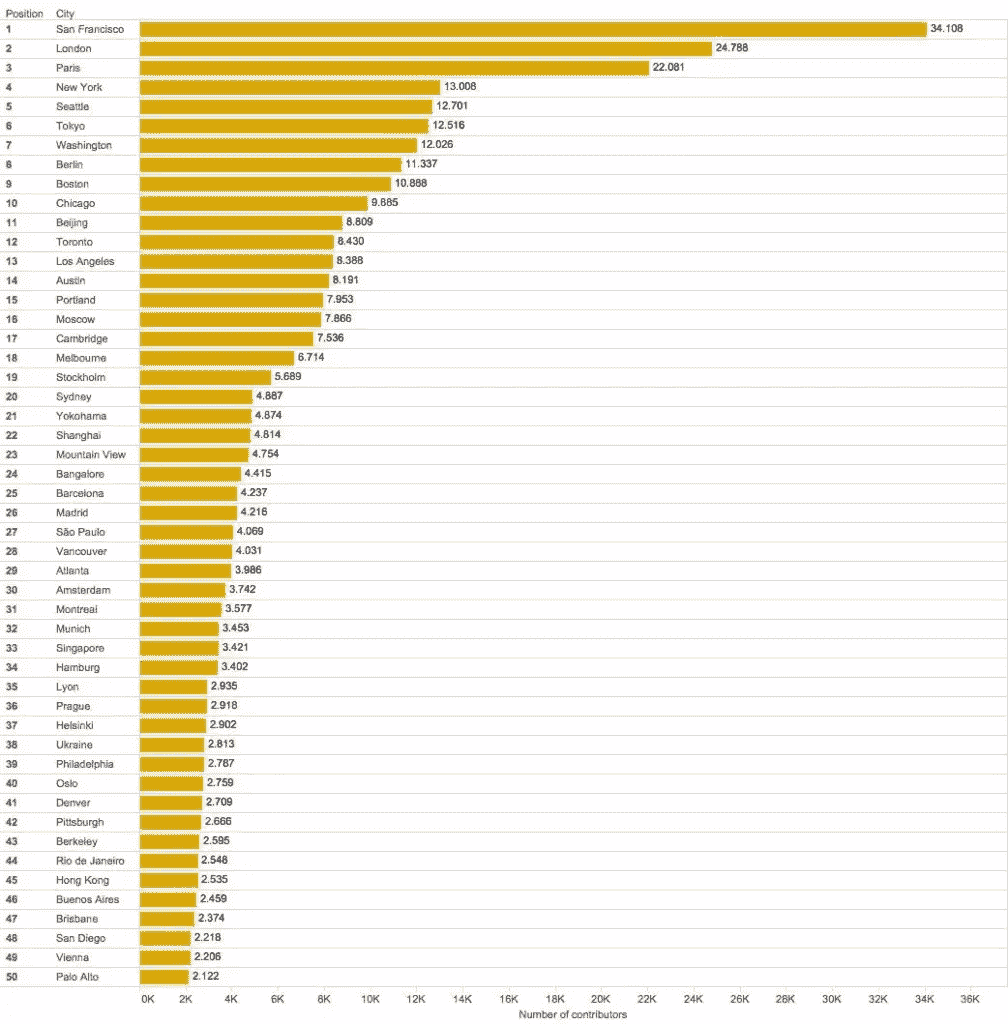 Position City
1 San Francisco 34.108
2 London 24.788
3 Paris 22.081
4 New York 13.008
5 Seattle 12.701
6 Tokyo 12.516
7 Washington 12.026
8 Berlin 11.337
9 Boston 10.888
10 Chicago 9.885
11 Beijing 8.809
12 Toronto 8.430
13 Los Angeles 8.388
14 Austin 8.191
15 Portland 7.953
16 Moscow 7.866
17 Cambridge 7.536
18 Melbourne 6.714
19 Stockholm 5.689
20 Sydney 4.887
21 Yokohama 4.874
22 Shanghai 4.814
23 Mountain View 4.754
24 Bangalore 4.415
25 Barcelona 4.237
26 Madrid 4.216
27 São Paulo 4.069
28 Vancouver 4.031
29 Atlanta 3.986
30 Amsterdam 3.742
31 Montreal 3.577
32 Munich 3.453
33 Singapore 3.421
34 Hamburg 3.402
35 Lyon 2.935
36 Prague 2.918
37 Helsinki 2.902
38 Ukraine 2.813
39 Philadelphia 2.787
40 Oslo 2.759
41 Denver 2.709
42 Pittsburgh 2.666
43 Berkeley 2.595
44 Rio de Janeiro 2.548
45 Hong Kong 2.535
46 Buenos Aires 2.459
47 Brisbane 2.374
48 San Diego 2.218
49 Vienna 2.206
50 Palo Alto 2.122
0K 2K 4K 6K 8K 10K 12K 14K 16K 18K 20K 22K 24K 26K 28K 30K 32K 34K 36K
Number of contributors